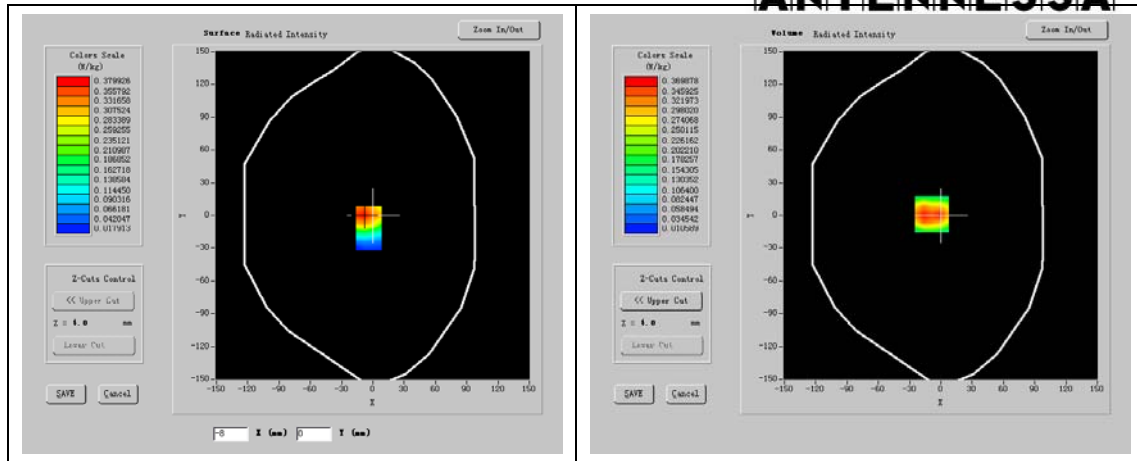 ANTENNESSA
Surface Radiated Intensity
Zoom In/Out
Colors Scale
(W/kg)
0.379926
0.355792
0.331658
0.307524
0.283389
0.259255
0.235121
0.210987
0.186852
0.162718
0.138584
0.114450
0.090316
0.066181
0.042047
0.017913
150
120
90
60
30
0
-30
-60
-90
-120
-150
Y
-150 -120 -90 -60 -30 0 30 60 90 120 150
X
Z-Cuts Control
<< Upper Cut
Z = 4.0 mm
Lower Cut
SAVE Cancel
-8 X (mm) 0 Y (mm)
Volume Radiated Intensity
Zoom In/Out
Colors Scale
(W/kg)
0.369878
0.345925
0.321973
0.298020
0.274068
0.250115
0.226162
0.202210
0.178257
0.154305
0.130352
0.106400
0.082447
0.058494
0.034542
0.010589
150
120
90
60
30
0
-30
-60
-90
-120
-150
Y
-150 -120 -90 -60 -30 0 30 60 90 120 150
X
Z-Cuts Control
<< Upper Cut
Z = 4.0 mm
Lower Cut
SAVE Cancel